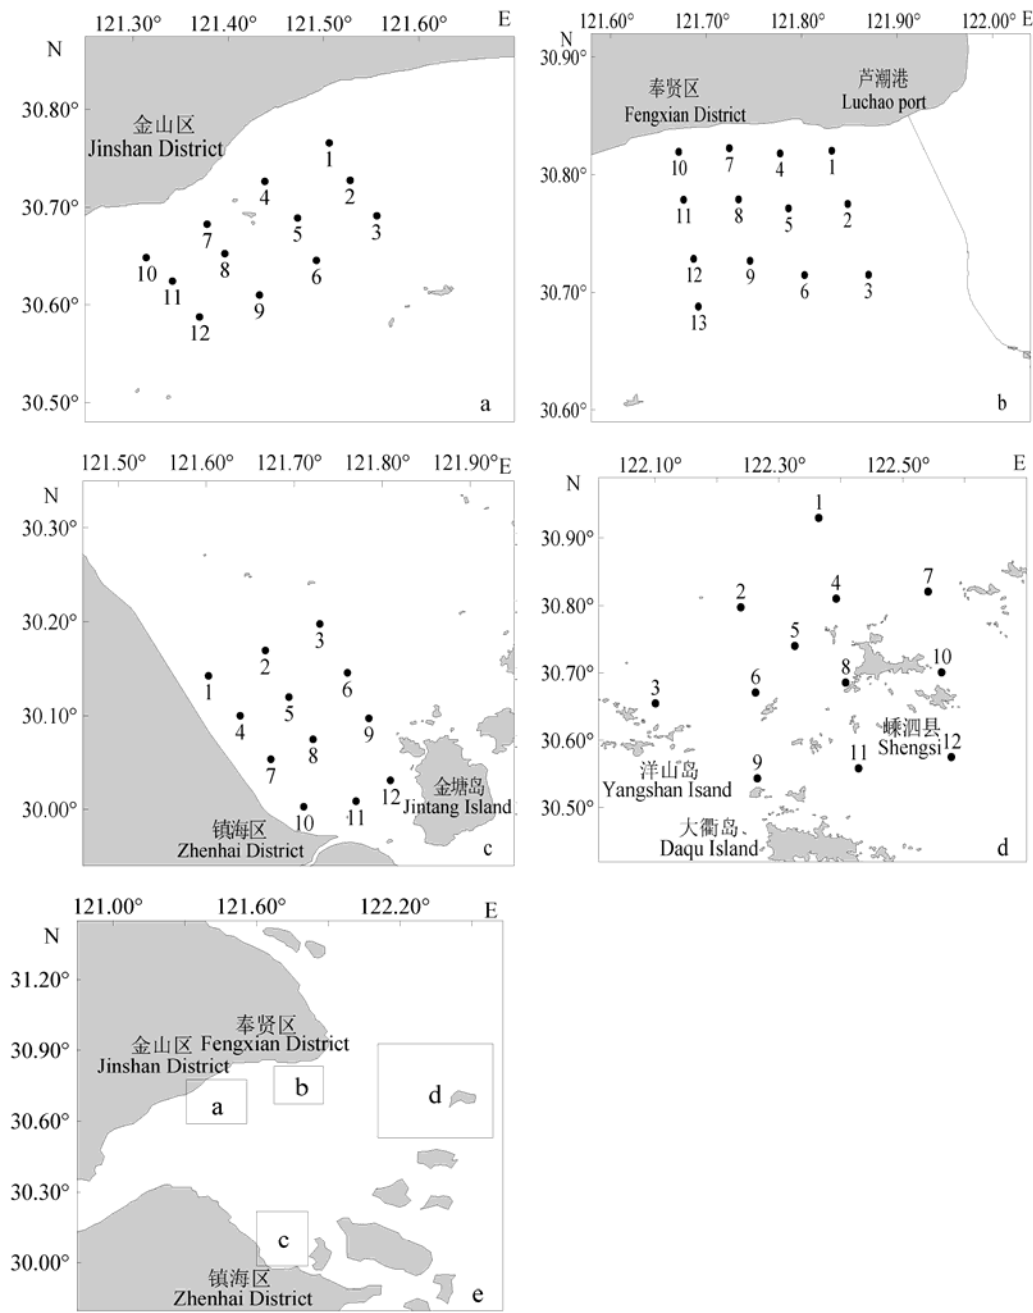 121.30° 121.40° 121.50° 121.60° E
N
30.80°
30.70°
30.60°
30.50°
金山区
Jinshan District
1
2
3
4
5
6
7
8
9
10
11
12
a
121.60° 121.70° 121.80° 121.90° 122.00° E
N
30.90°
30.80°
30.70°
30.60°
奉贤区
Fengxian District
芦潮港
Luchao port
10 7 4 1
11 8 5 2
12 9 6 3
13
b
121.50° 121.60° 121.70° 121.80° 121.90° E
N
30.30°
30.20°
30.10°
30.00°
1
2
3
4
5
6
7
8
9
10
11
12
金塘岛
Jintang Island
镇海区
Zhenhai District
c
122.10° 122.30° 122.50° E
N
30.90°
30.80°
30.70°
30.60°
30.50°
1
2
3
4
5
6
7
8
9
10
11
12
嵊泗县
Shengsi
洋山岛
Yangshan Isand
大衢岛、
Daqu Island
d
121.00° 121.60° 122.20° E
N
31.20°
30.90°
30.60°
30.30°
30.00°
奉贤区
Fengxian District
金山区
Jinshan District
a
b
c
d
镇海区
Zhenhai District
e